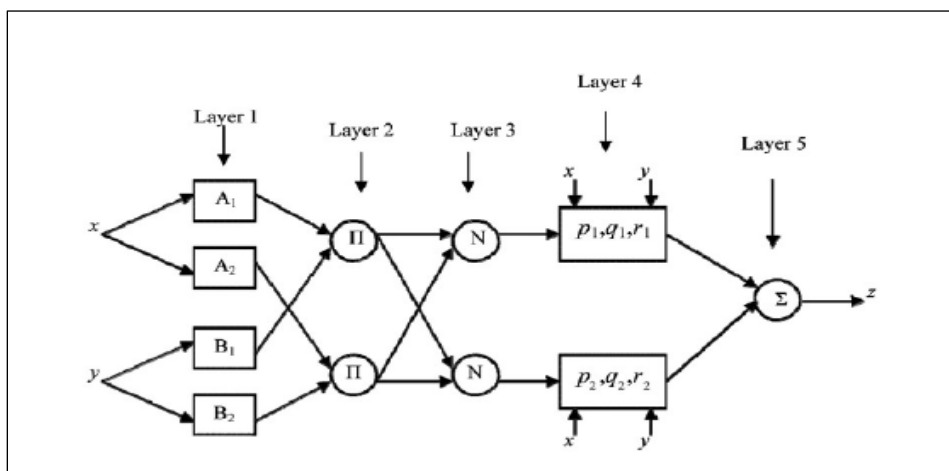 Layer 4
Layer 1
Layer 2
Layer 3
Layer 5
x
y
A₁
x
Π
N
p₁,q₁,r₁
A₂
Σ
z
B₁
y
Π
N
p₂,q₂,r₂
B₂
x
y